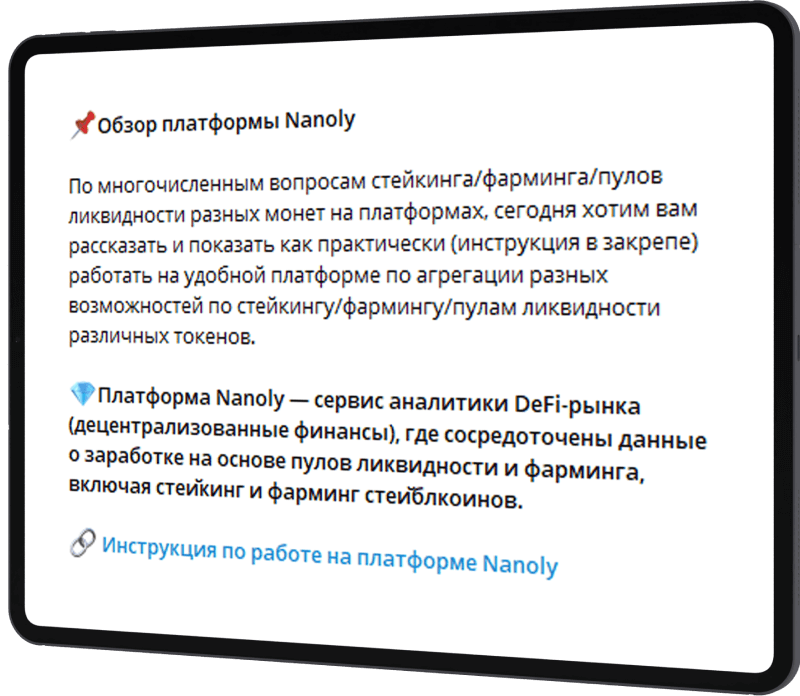 📌Обзор платформы Nanoly
По многочисленным вопросам стейкинга/фарминга/пулов
ликвидности разных монет на платформах, сегодня хотим вам
рассказать и показать как практически (инструкция в закрепе)
работать на удобной платформе по агрегации разных
возможностей по стейкингу/фармингу/пулам ликвидности
различных токенов.
💎Платформа Nanoly — сервис аналитики DeFi-рынка
(децентрализованные финансы), где сосредоточены данные
о заработке на основе пулов ликвидности и фарминга,
включая стейкинг и фарминг стейблкоинов.
🔗 Инструкция по работе на платформе Nanoly